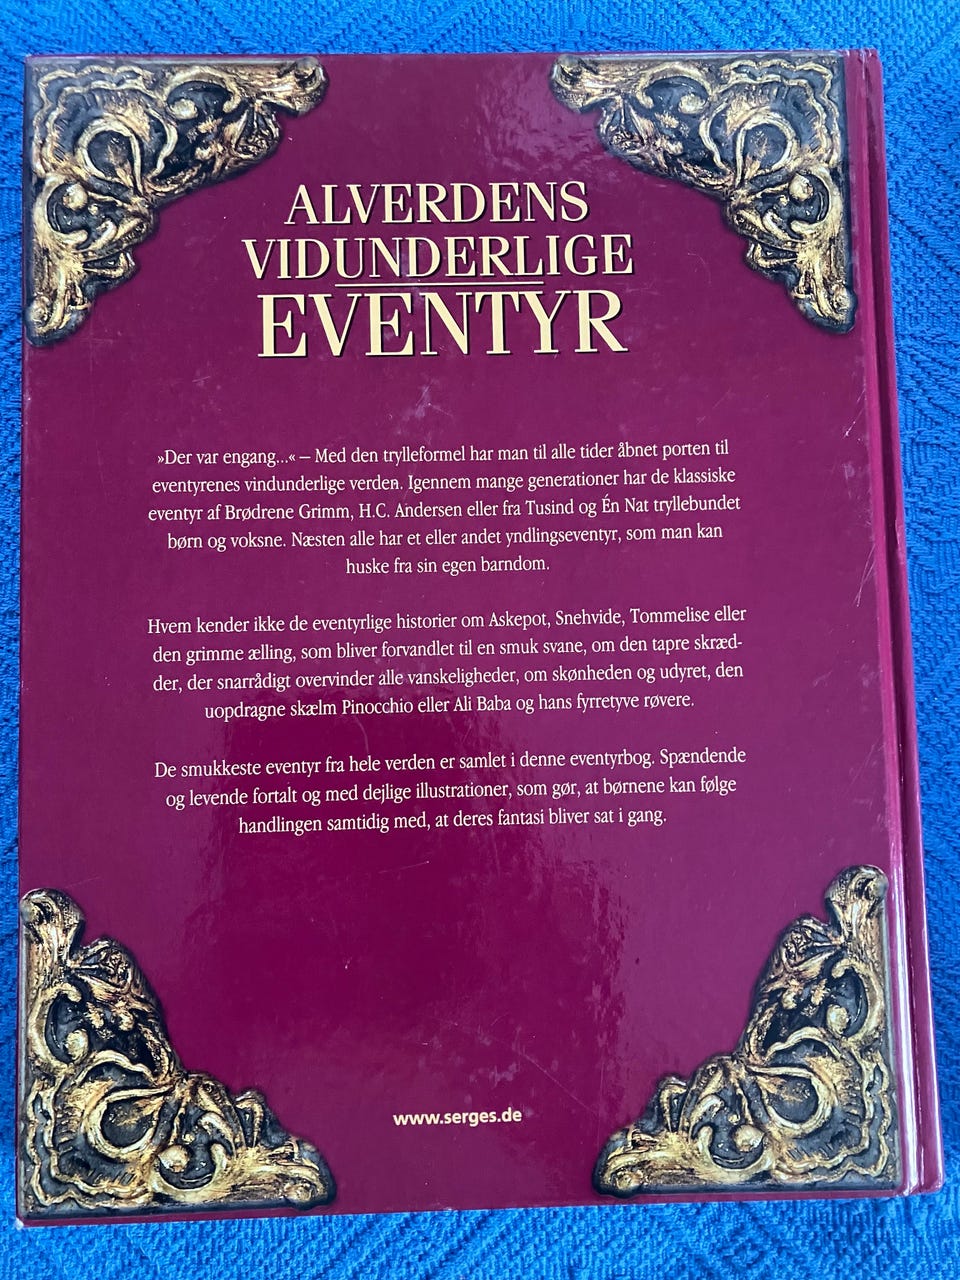 ALVERDENS
VIDUNDERLIGE
EVENTYR
»Der var engang...« – Med den trylleformel har man til alle tider åbnet porten til
eventyrenes vindunderlige verden. Igennem mange generationer har de klassiske
eventyr af Brødrene Grimm, H.C. Andersen eller fra Tusind og Én Nat tryllebundet
børn og voksne. Næsten alle har et eller andet yndlingseventyr, som man kan
huske fra sin egen barndom.
Hvem kender ikke de eventyrlige historier om Askepot, Snehvide, Tommelise eller
den grimme ælling, som bliver forvandlet til en smuk svane, om den tapre skræd-
der, der snarrådigt overvinder alle vanskeligheder, om skønheden og udyret, den
uopdragne skælm Pinocchio eller Ali Baba og hans fyrretyve røvere.
De smukkeste eventyr fra hele verden er samlet i denne eventyrbog. Spændende
og levende fortalt og med dejlige illustrationer, som gør, at børnene kan følge
handlingen samtidig med, at deres fantasi bliver sat i gang.
www.serges.de